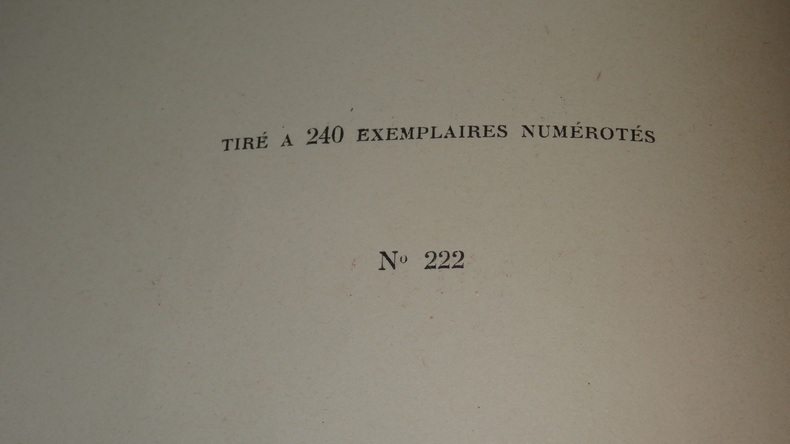 TIRÉ A 240 EXEMPLAIRES NUMÉROTÉS
Nº 222